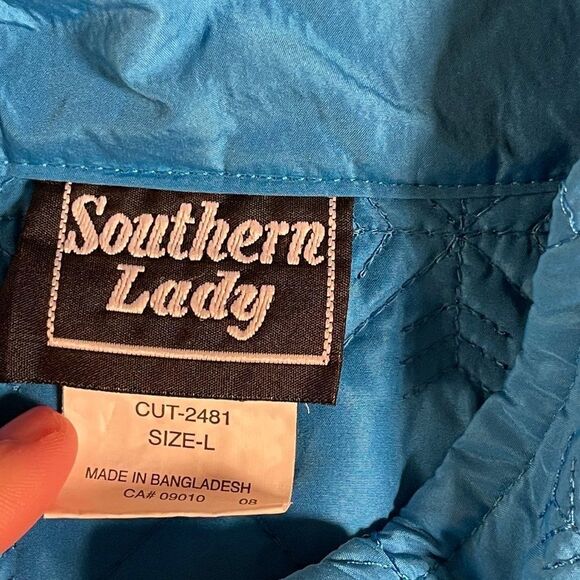 Southern
Lady
CUT-2481
SIZE-L
MADE IN BANGLADESH
CA# 09010 08